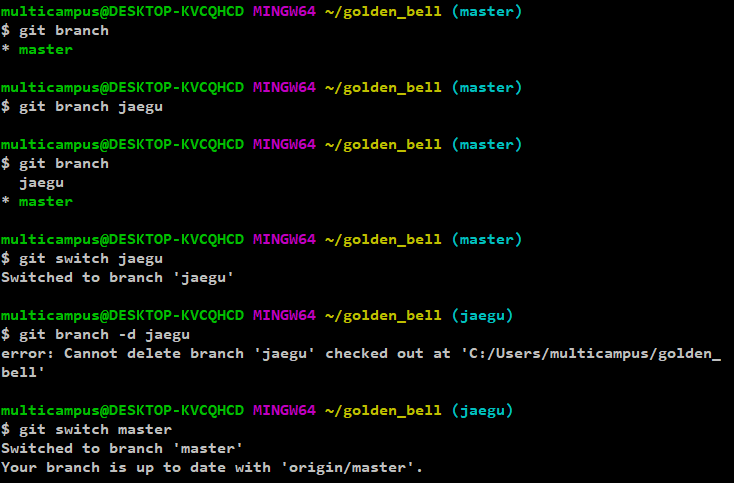 multicampus@DESKTOP-KVCQHCD MINGW64 ~/golden_bell (master)
$ git branch
* master
multicampus@DESKTOP-KVCQHCD MINGW64 ~/golden_bell (master)
$ git branch jaegu
multicampus@DESKTOP-KVCQHCD MINGW64 ~/golden_bell (master)
$ git branch
  jaegu
* master
multicampus@DESKTOP-KVCQHCD MINGW64 ~/golden_bell (master)
$ git switch jaegu
Switched to branch 'jaegu'
multicampus@DESKTOP-KVCQHCD MINGW64 ~/golden_bell (jaegu)
$ git branch -d jaegu
error: Cannot delete branch 'jaegu' checked out at 'C:/Users/multicampus/golden_
bell'
multicampus@DESKTOP-KVCQHCD MINGW64 ~/golden_bell (jaegu)
$ git switch master
Switched to branch 'master'
Your branch is up to date with 'origin/master'.